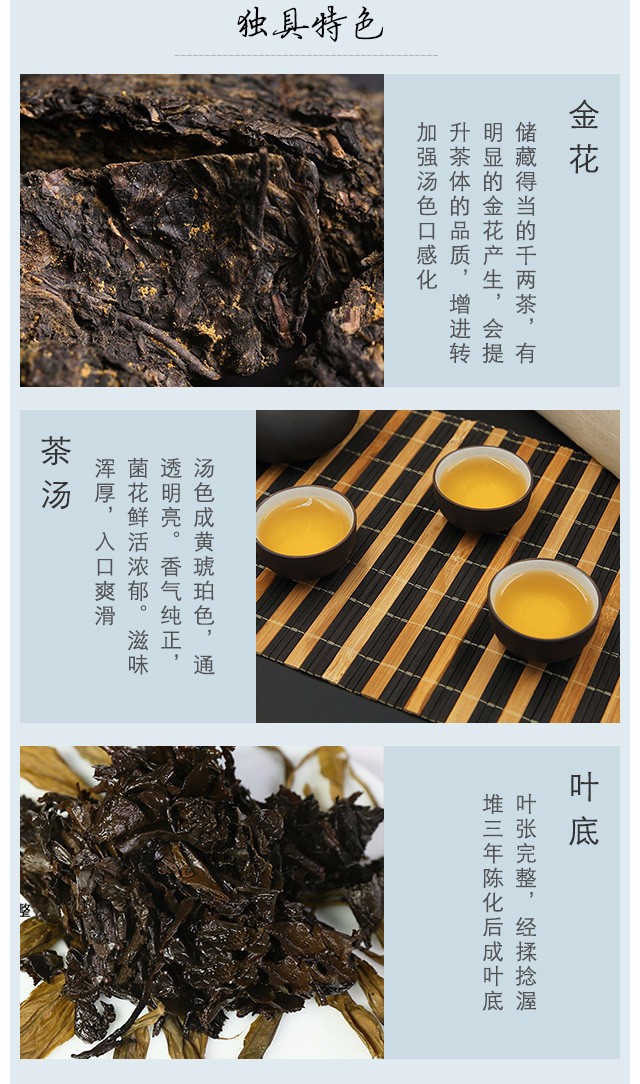 独具特色
金花
储藏得当的千两茶，有
明显的金花产生，会提
升茶体的品质，增进转
加强汤色口感化
茶汤
汤色成黄琥珀色，通
透明亮。香气纯正，
菌花鲜活浓郁。滋味
浑厚，入口爽滑
叶底
叶张完整，经揉捻渥
堆三年陈化后成叶底
整